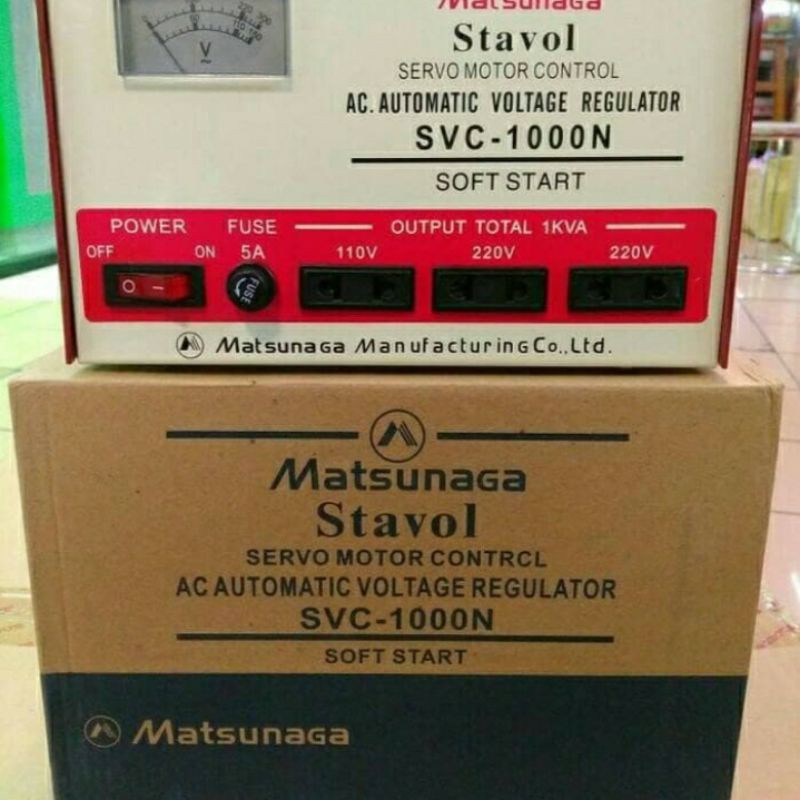 Matsunaga
Stavol
SERVO MOTOR CONTROL
AC. AUTOMATIC VOLTAGE REGULATOR
SVC-1000N
SOFT START
V
POWER FUSE OUTPUT TOTAL 1KVA
OFF ON 5A 110V 220V 220V
O — FUSE
Matsunaga Manufacturing Co.,Ltd.
Matsunaga
Stavol
SERVO MOTOR CONTRCL
AC AUTOMATIC VOLTAGE REGULATOR
SVC-1000N
SOFT START
Matsunaga